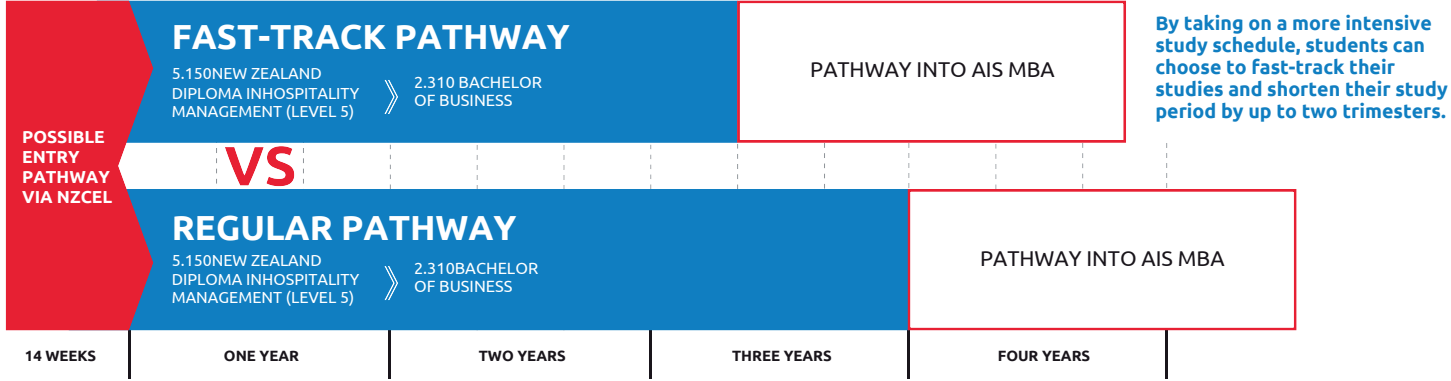 POSSIBLE
ENTRY
PATHWAY
VIA NZCEL
FAST-TRACK PATHWAY
5.150NEW ZEALAND
DIPLOMA INHOSPITALITY
MANAGEMENT (LEVEL 5)
2.310 BACHELOR
OF BUSINESS
PATHWAY INTO AIS MBA
By taking on a more intensive
study schedule, students can
choose to fast-track their
studies and shorten their study
period by up to two trimesters.
VS
REGULAR PATHWAY
5.150NEW ZEALAND
DIPLOMA INHOSPITALITY
MANAGEMENT (LEVEL 5)
2.310BACHELOR
OF BUSINESS
PATHWAY INTO AIS MBA
14 WEEKS
ONE YEAR
TWO YEARS
THREE YEARS
FOUR YEARS